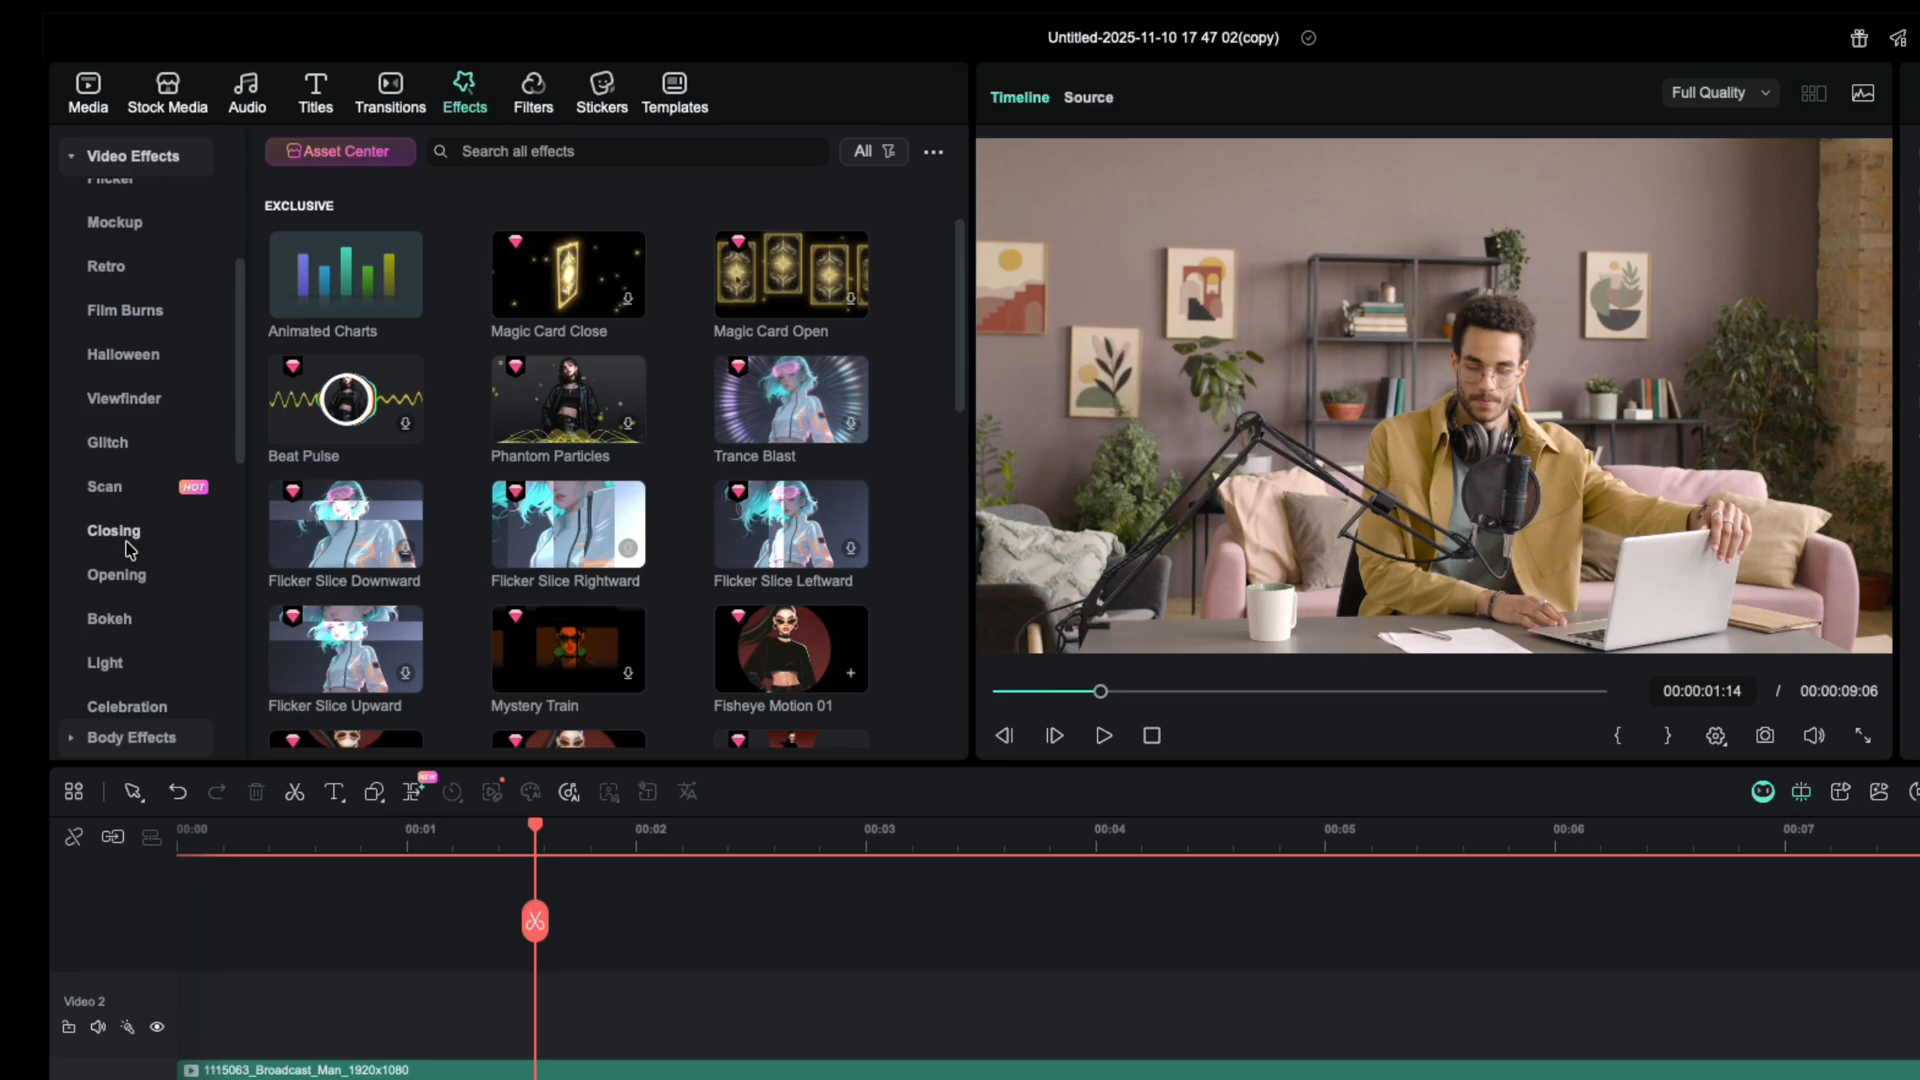 Untitled-2025-11-10 17 47 02(copy)
Media
Stock Media
Audio
Titles
Transitions
Effects
Filters
Stickers
Templates
Timeline
Source
Full Quality
Video Effects
Flicker
Mockup
Retro
Film Burns
Halloween
Viewfinder
Glitch
Scan
HOT
Closing
Opening
Bokeh
Light
Celebration
Body Effects
Asset Center
Search all effects
All
EXCLUSIVE
Animated Charts
Magic Card Close
Magic Card Open
Beat Pulse
Phantom Particles
Trance Blast
Flicker Slice Downward
Flicker Slice Rightward
Flicker Slice Leftward
Flicker Slice Upward
Mystery Train
Fisheye Motion 01
00:00:01:14 / 00:00:09:06
NEW
AI
00:00
00:01
00:02
00:03
00:04
00:05
00:06
00:07
Video 2
1115063_Broadcast_Man_1920x1080